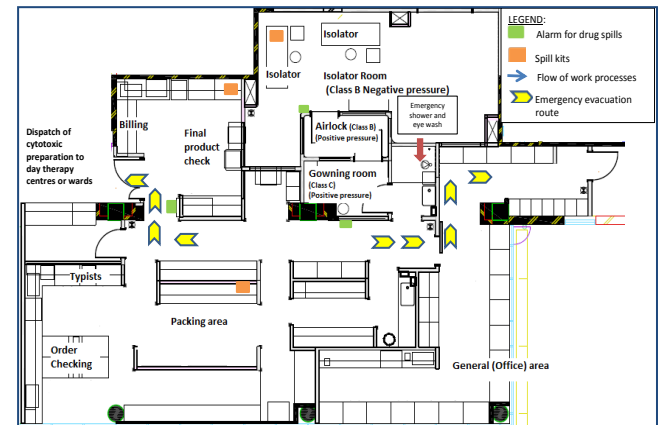 LEGEND:
Alarm for drug spills
Spill kits
Flow of work processes
Emergency evacuation
route
Isolator
Isolator
Isolator Room
(Class B Negative pressure)
Emergency
shower and
eye wash
Billing
Final
product
check
Airlock (Class B)
(Positive pressure)
Dispatch of
cytotoxic
preparation to
day therapy
centres or wards
Gowning room
(Class C)
(Positive pressure)
Typists
Packing area
Order
Checking
General (Office) area